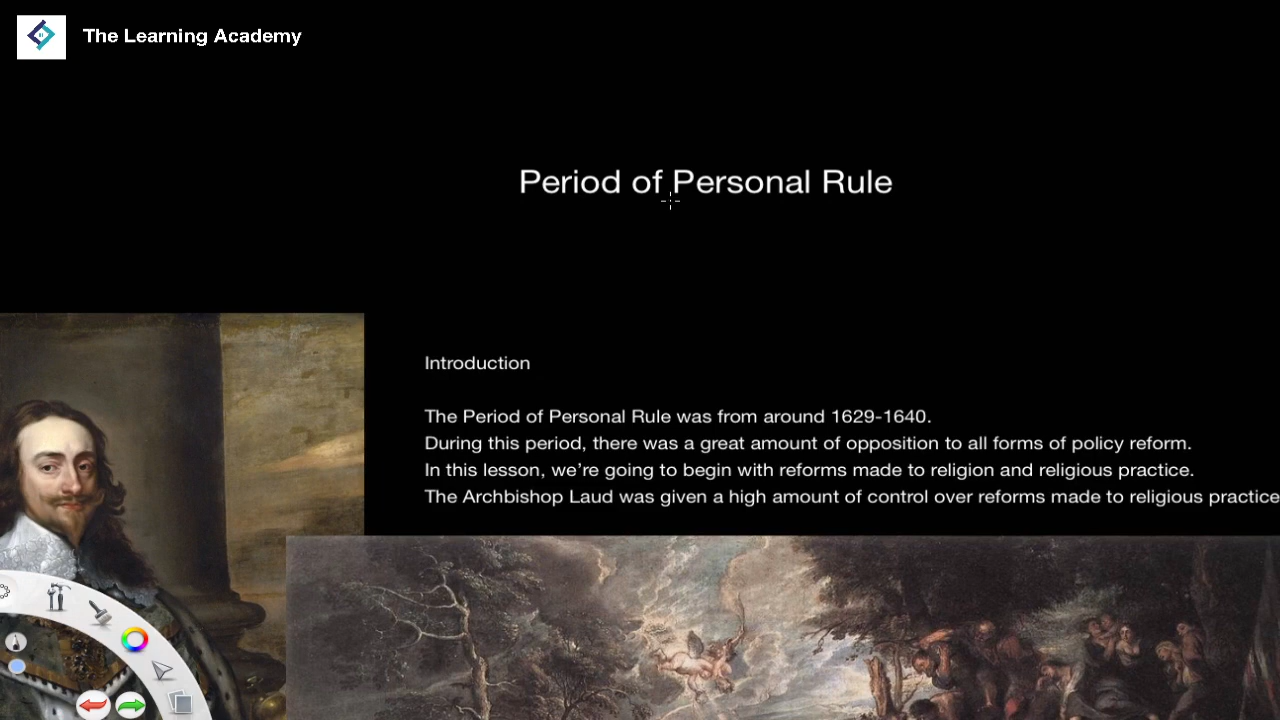 The Learning Academy
Period of Personal Rule
Introduction
The Period of Personal Rule was from around 1629-1640.
During this period, there was a great amount of opposition to all forms of policy reform.
In this lesson, we’re going to begin with reforms made to religion and religious practice.
The Archbishop Laud was given a high amount of control over reforms made to religious practice